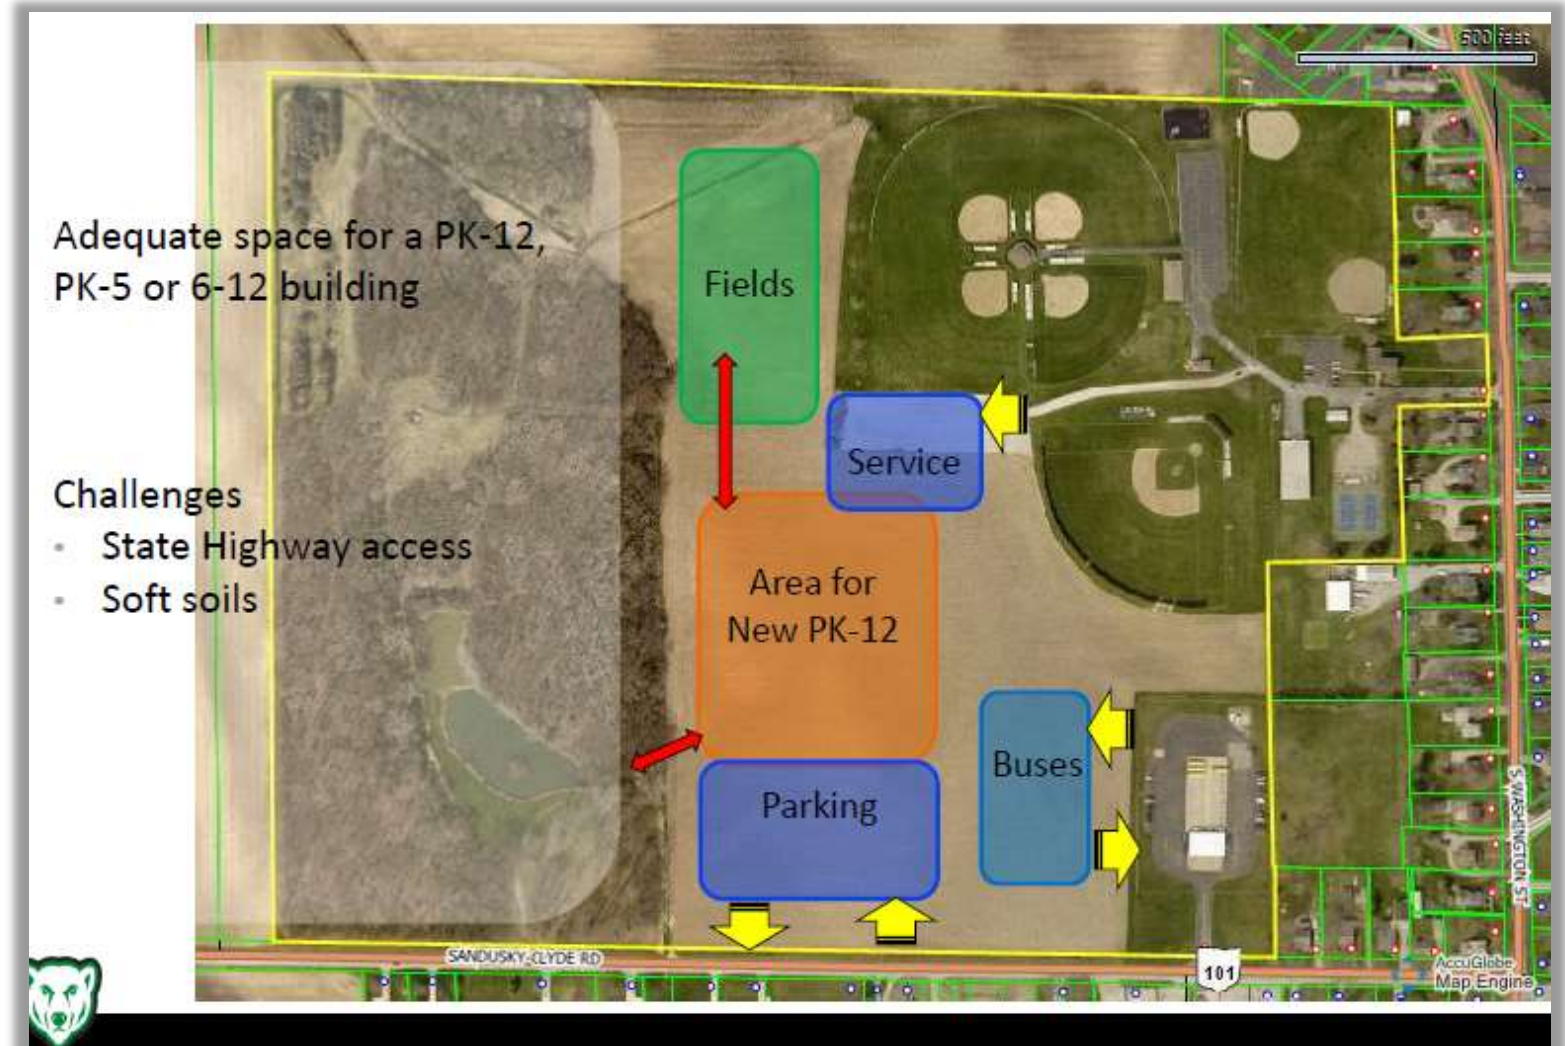 500 feet
Adequate space for a PK-12,
PK-5 or 6-12 building
Fields
Service
Challenges
• State Highway access
• Soft soils
Area for
New PK-12
Buses
Parking
S WASHINGTON ST
SANDUSKY-CLYDE RD
101
AccuGlobe
Map Engine